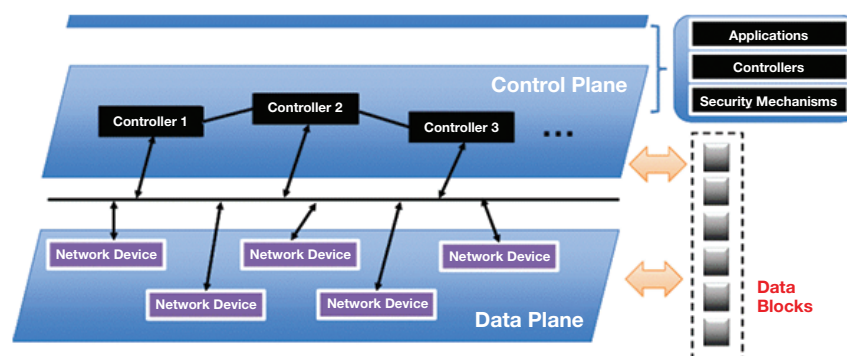 Applications
Controllers
Security Mechanisms
Control Plane
Controller 1
Controller 2
Controller 3
...
Network Device
Network Device
Network Device
Network Device
Network Device
Data Plane
Data
Blocks